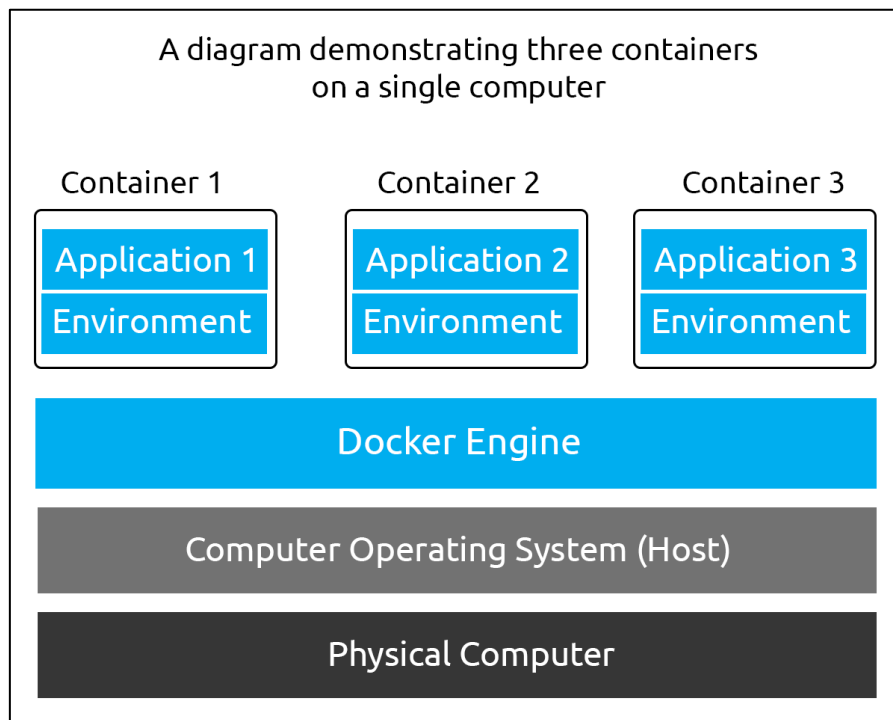 A diagram demonstrating three containers
on a single computer
Container 1
Container 2
Container 3
Application 1
Application 2
Application 3
Environment
Environment
Environment
Docker Engine
Computer Operating System (Host)
Physical Computer